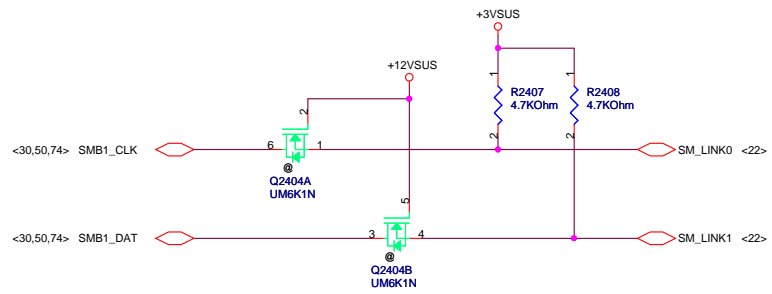 +3VSUS
+12VSUS
1
1
R2407
4.7KOhm
R2408
4.7KOhm
2
2
2
<30,50,74> SMB1_CLK
6
1
SM_LINK0 <22>
@
Q2404A
UM6K1N
5
<30,50,74> SMB1_DAT
3
4
SM_LINK1 <22>
@
Q2404B
UM6K1N